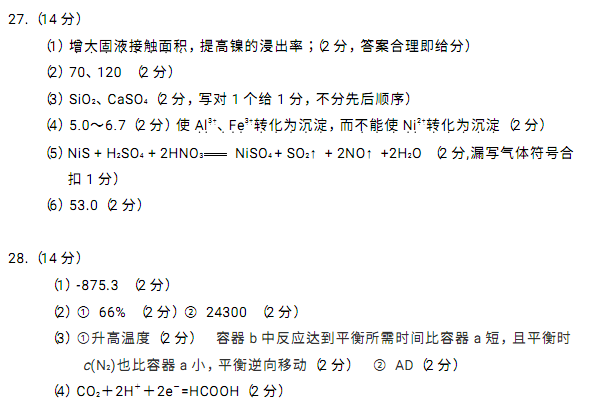 27.（14 分）
（1）增大固液接触面积，提高镍的浸出率；（2 分，答案合理即给分）
（2）70、120 （2 分）
（3）SiO₂、CaSO₄（2 分，写对 1 个给 1 分，不分先后顺序）
（4）5.0～6.7（2 分）使 Al³⁺、Fe³⁺转化为沉淀，而不能使 Ni²⁺转化为沉淀（2 分）
（5）NiS + H₂SO₄ + 2HNO₃═══ NiSO₄ + SO₂↑ + 2NO↑ +2H₂O （2 分,漏写气体符号合
扣 1 分）
（6）53.0（2 分）
28.（14 分）
（1）-875.3 （2 分）
（2）① 66% （2 分）② 24300 （2 分）
（3）①升高温度（2 分） 容器 b 中反应达到平衡所需时间比容器 a 短，且平衡时
c(N₂)也比容器 a 小，平衡逆向移动（2 分） ② AD（2 分）
（4）CO₂＋2H⁺＋2e⁻=HCOOH（2 分）